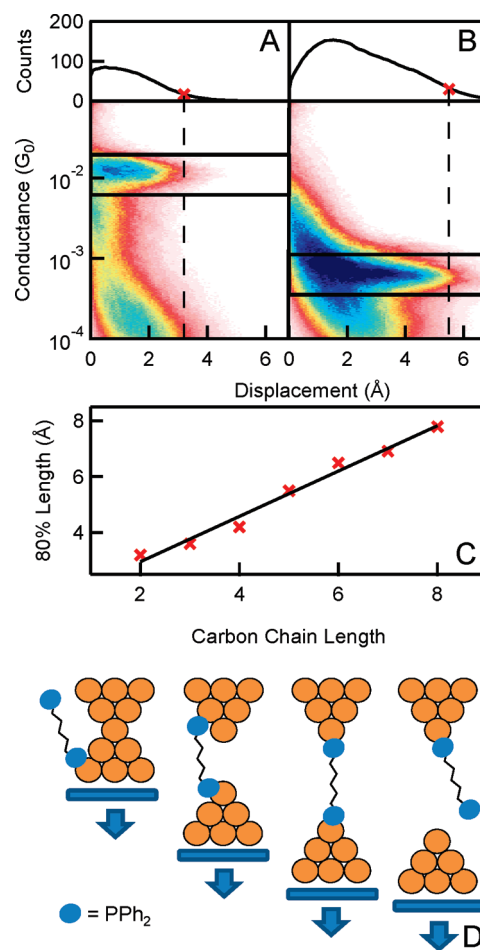 A
B
Counts
200
100
0
Conductance (G₀)
10⁻²
10⁻³
10⁻⁴
0 2 4 6 0 2 4 6
Displacement (Å)
80% Length (Å)
8
4
C
2 4 6 8
Carbon Chain Length
= PPh₂
D